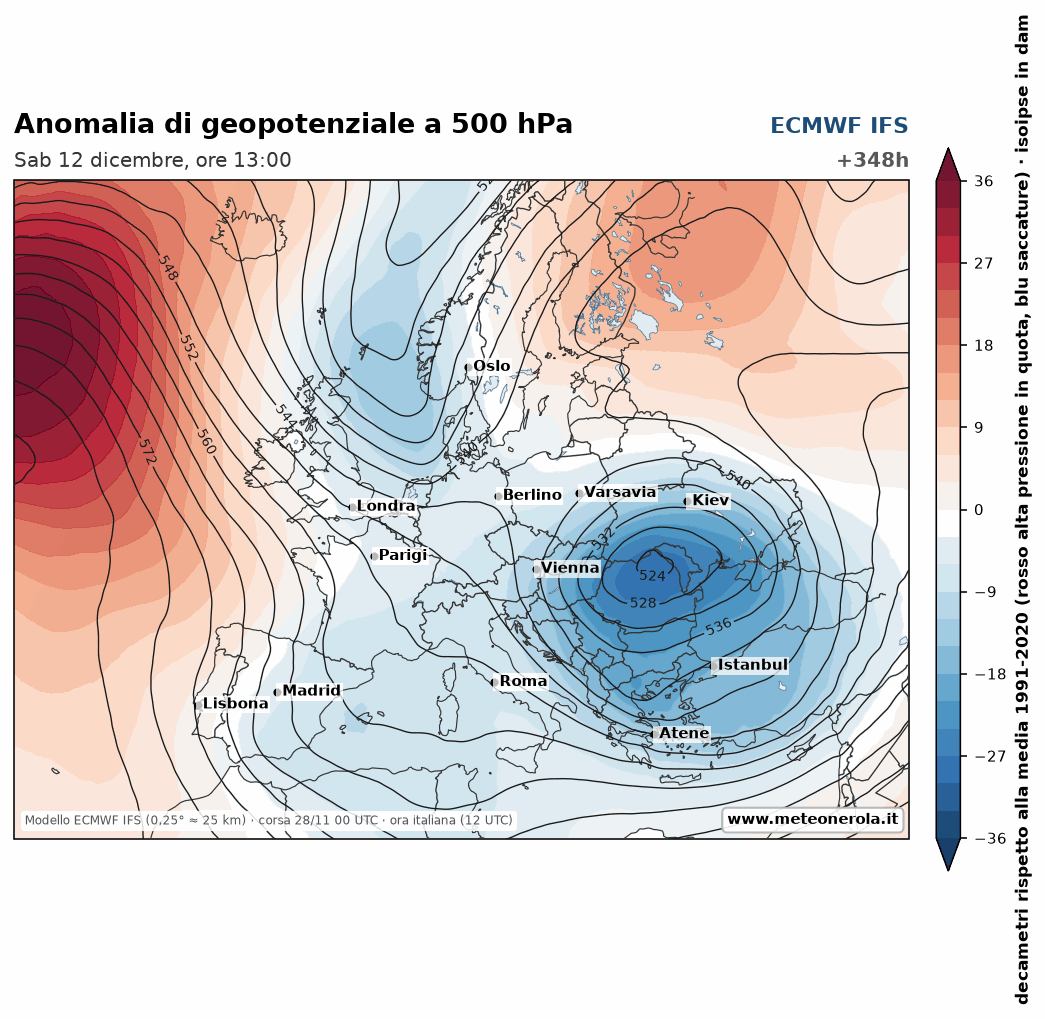 Anomalia di geopotenziale a 500 hPa
ECMWF IFS
Sab 12 dicembre, ore 13:00
+348h
548
552
544
560
572
540
532
524
528
536
Oslo
Londra
Berlino
Varsavia
Kiev
Parigi
Vienna
Istanbul
Roma
Madrid
Lisbona
Atene
Modello ECMWF IFS (0,25° ≈ 25 km) · corsa 28/11 00 UTC · ora italiana (12 UTC)
www.meteonerola.it
36
27
18
9
0
−9
−18
−27
−36
decametri rispetto alla media 1991-2020 (rosso alta pressione in quota, blu saccature) · isoipse in dam